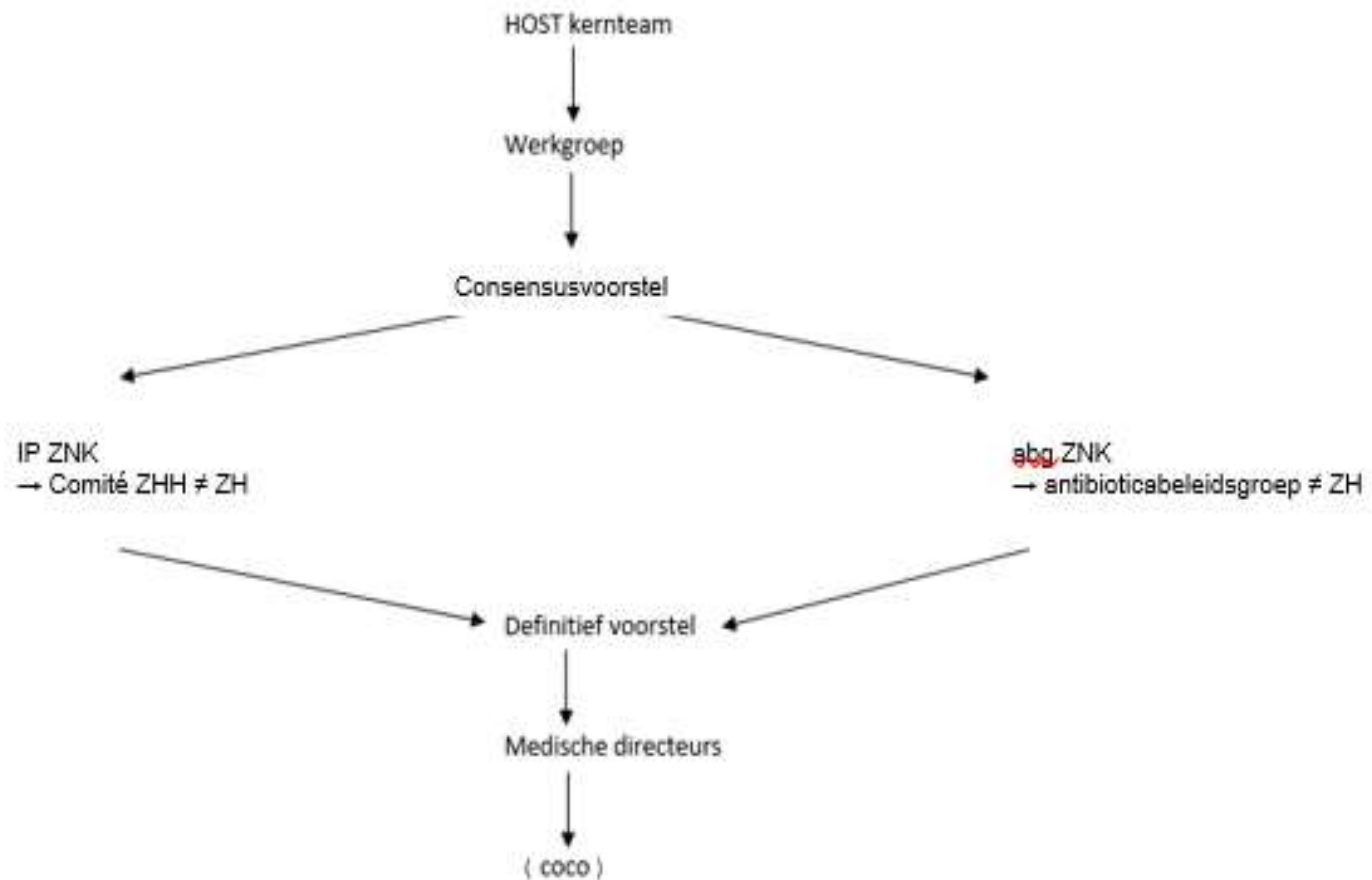 HOST kernteam
Werkgroep
Consensusvoorstel
IP ZNK
→ Comité ZHH ≠ ZH
abg ZNK
→ antibioticabeleidsgroep ≠ ZH
Definitief voorstel
Medische directeurs
( coco )